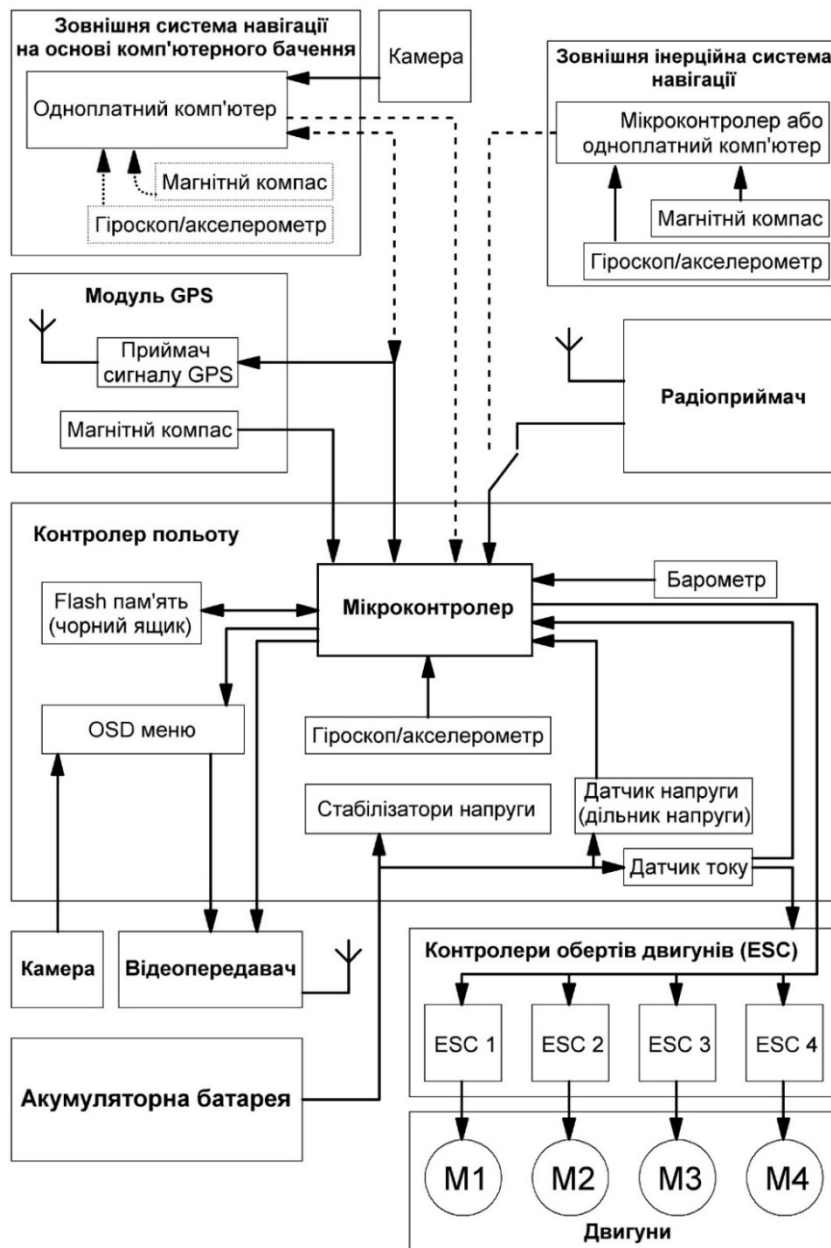 Зовнішня система навігації
на основі комп'ютерного бачення
Одноплатний комп'ютер
Магнітнй компас
Гіроскоп/акселерометр
Камера
Зовнішня інерційна система
навігації
Мікроконтролер або
одноплатний комп'ютер
Магнітнй компас
Гіроскоп/акселерометр
Модуль GPS
Приймач
сигналу GPS
Магнітнй компас
Радіоприймач
Контролер польоту
Мікроконтролер
Барометр
Flash пам'ять
(чорний ящик)
OSD меню
Гіроскоп/акселерометр
Стабілізатори напруги
Датчик напруги
(дільник напруги)
Датчик току
Камера
Відеопередавач
Контролери обертів двигунів (ESC)
ESC 1
ESC 2
ESC 3
ESC 4
Акумуляторна батарея
M1
M2
M3
M4
Двигуни